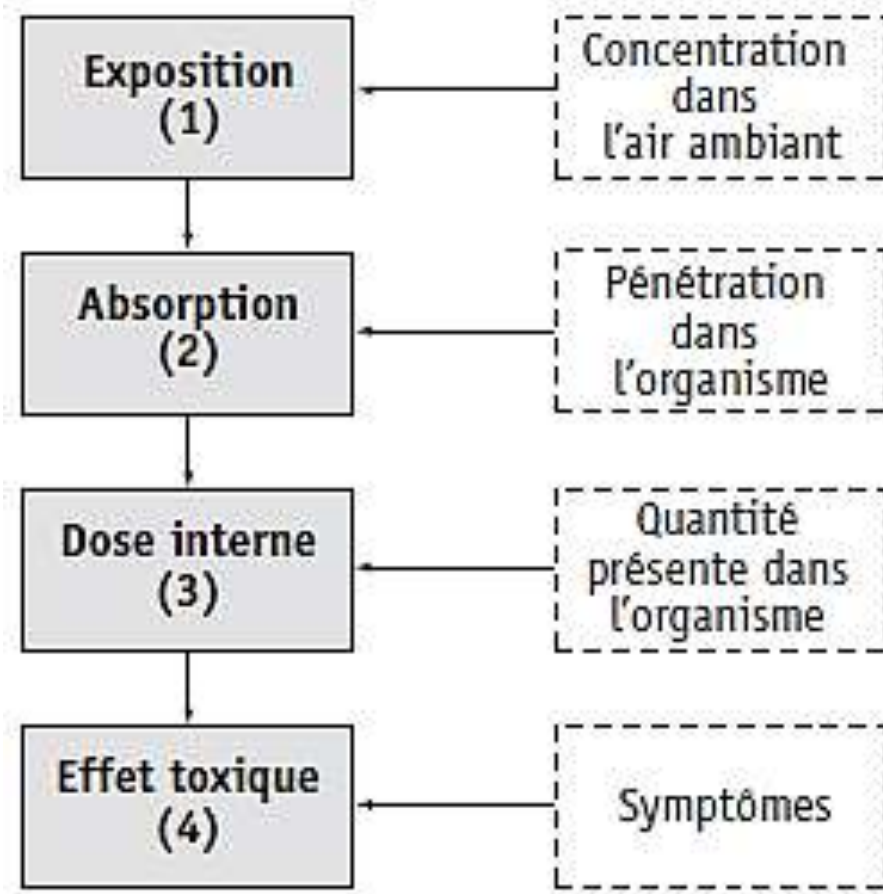 Exposition
(1)
Concentration
dans
l'air ambiant
Absorption
(2)
Pénétration
dans
l'organisme
Dose interne
(3)
Quantité
présente dans
l'organisme
Effet toxique
(4)
Symptômes